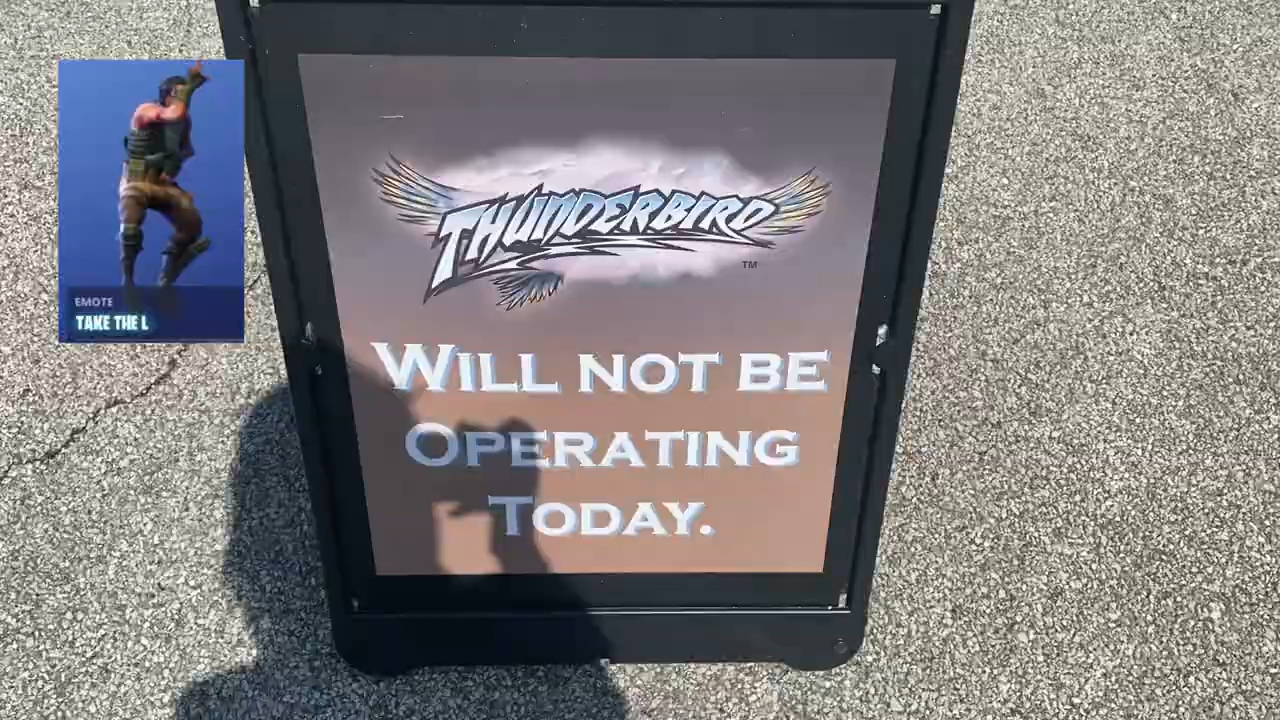 THUNDERBIRD
TM
WILL NOT BE
OPERATING
TODAY.
EMOTE
TAKE THE L